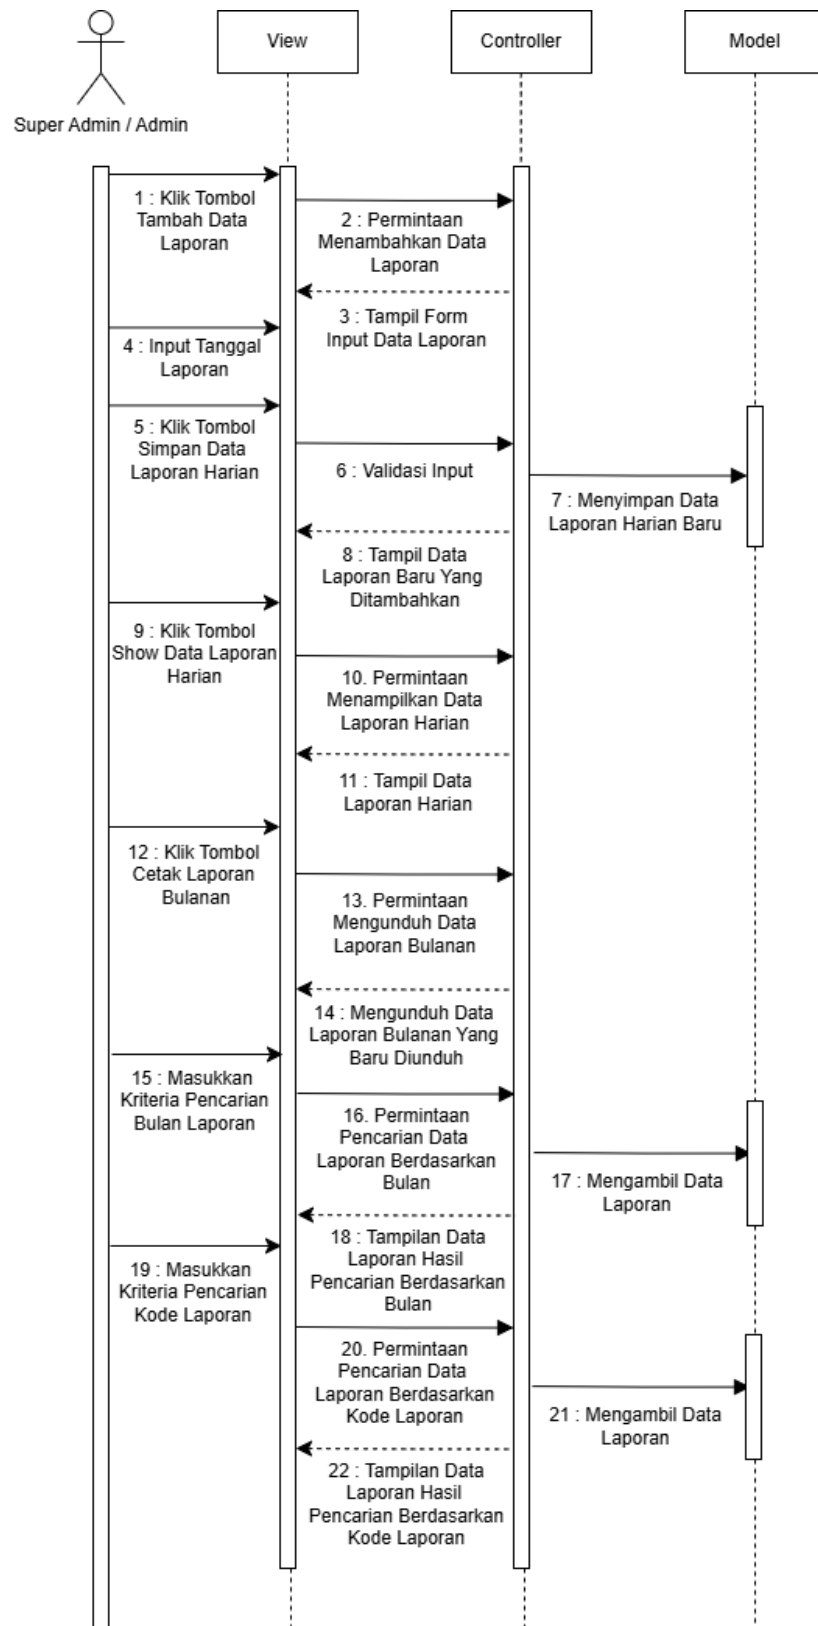 View
Controller
Model
Super Admin / Admin
1 : Klik Tombol
Tambah Data
Laporan
2 : Permintaan
Menambahkan Data
Laporan
3 : Tampil Form
Input Data Laporan
4 : Input Tanggal
Laporan
5 : Klik Tombol
Simpan Data
Laporan Harian
6 : Validasi Input
7 : Menyimpan Data
Laporan Harian Baru
8 : Tampil Data
Laporan Baru Yang
Ditambahkan
9 : Klik Tombol
Show Data Laporan
Harian
10. Permintaan
Menampilkan Data
Laporan Harian
11 : Tampil Data
Laporan Harian
12 : Klik Tombol
Cetak Laporan
Bulanan
13. Permintaan
Mengunduh Data
Laporan Bulanan
14 : Mengunduh Data
Laporan Bulanan Yang
Baru Diunduh
15 : Masukkan
Kriteria Pencarian
Bulan Laporan
16. Permintaan
Pencarian Data
Laporan Berdasarkan
Bulan
17 : Mengambil Data
Laporan
18 : Tampilan Data
Laporan Hasil
Pencarian Berdasarkan
Bulan
19 : Masukkan
Kriteria Pencarian
Kode Laporan
20. Permintaan
Pencarian Data
Laporan Berdasarkan
Kode Laporan
21 : Mengambil Data
Laporan
22 : Tampilan Data
Laporan Hasil
Pencarian Berdasarkan
Kode Laporan